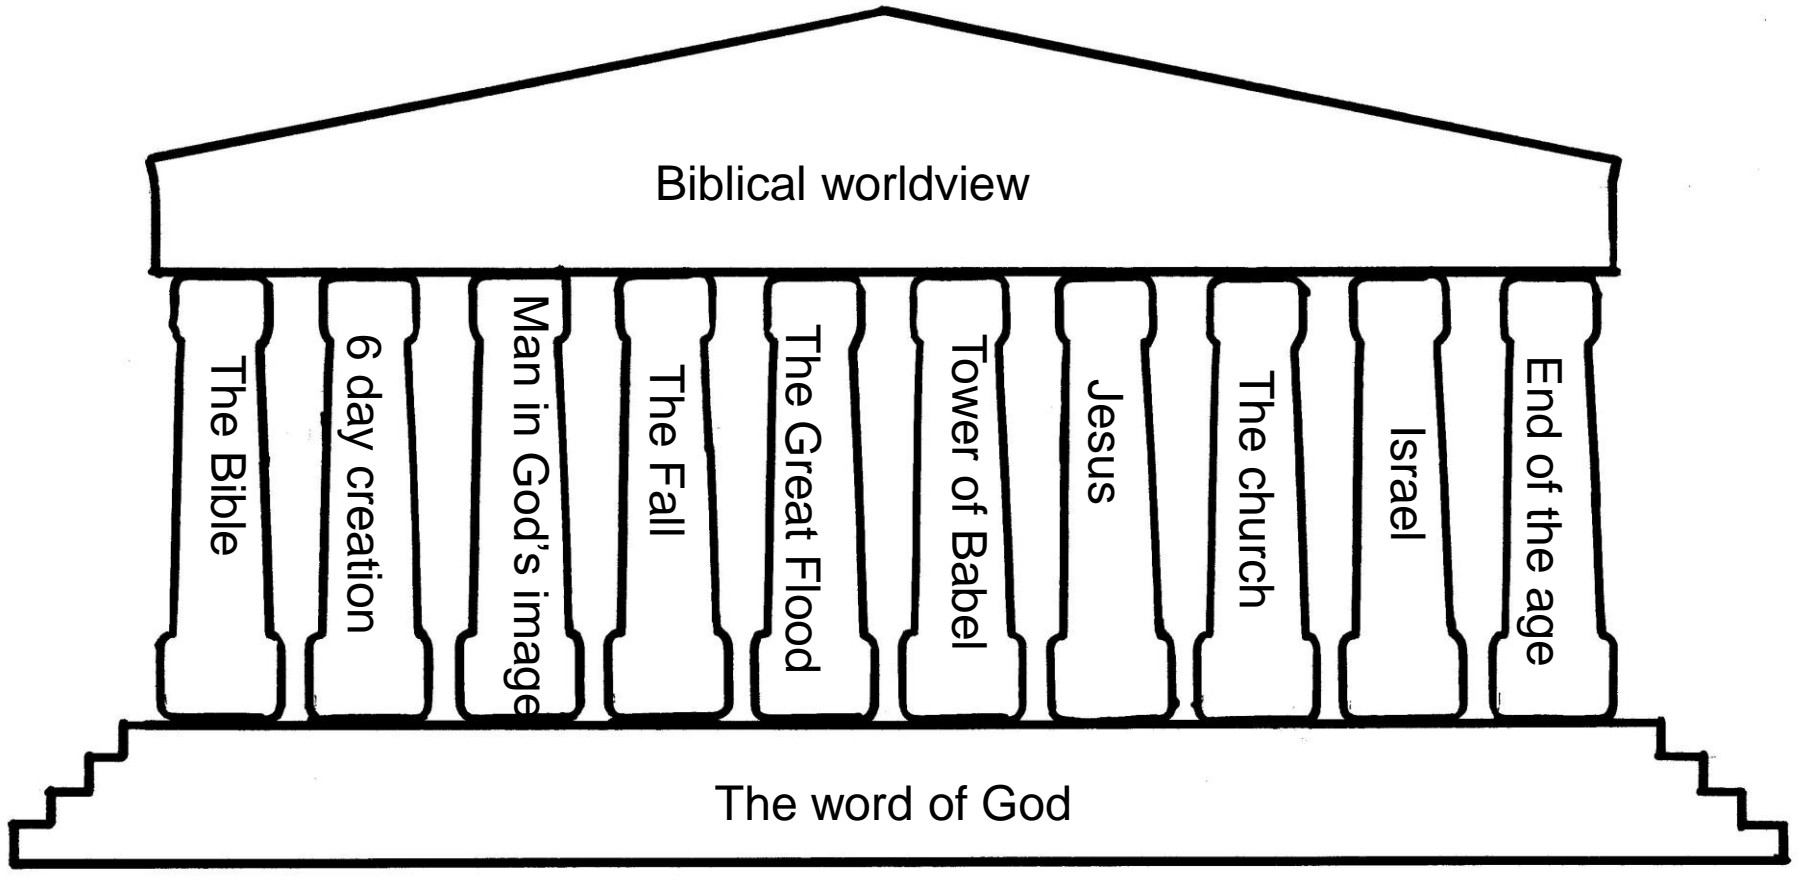 Biblical worldview
The Bible
6 day creation
Man in God's image
The Fall
The Great Flood
Tower of Babel
Jesus
The church
Israel
End of the age
The word of God